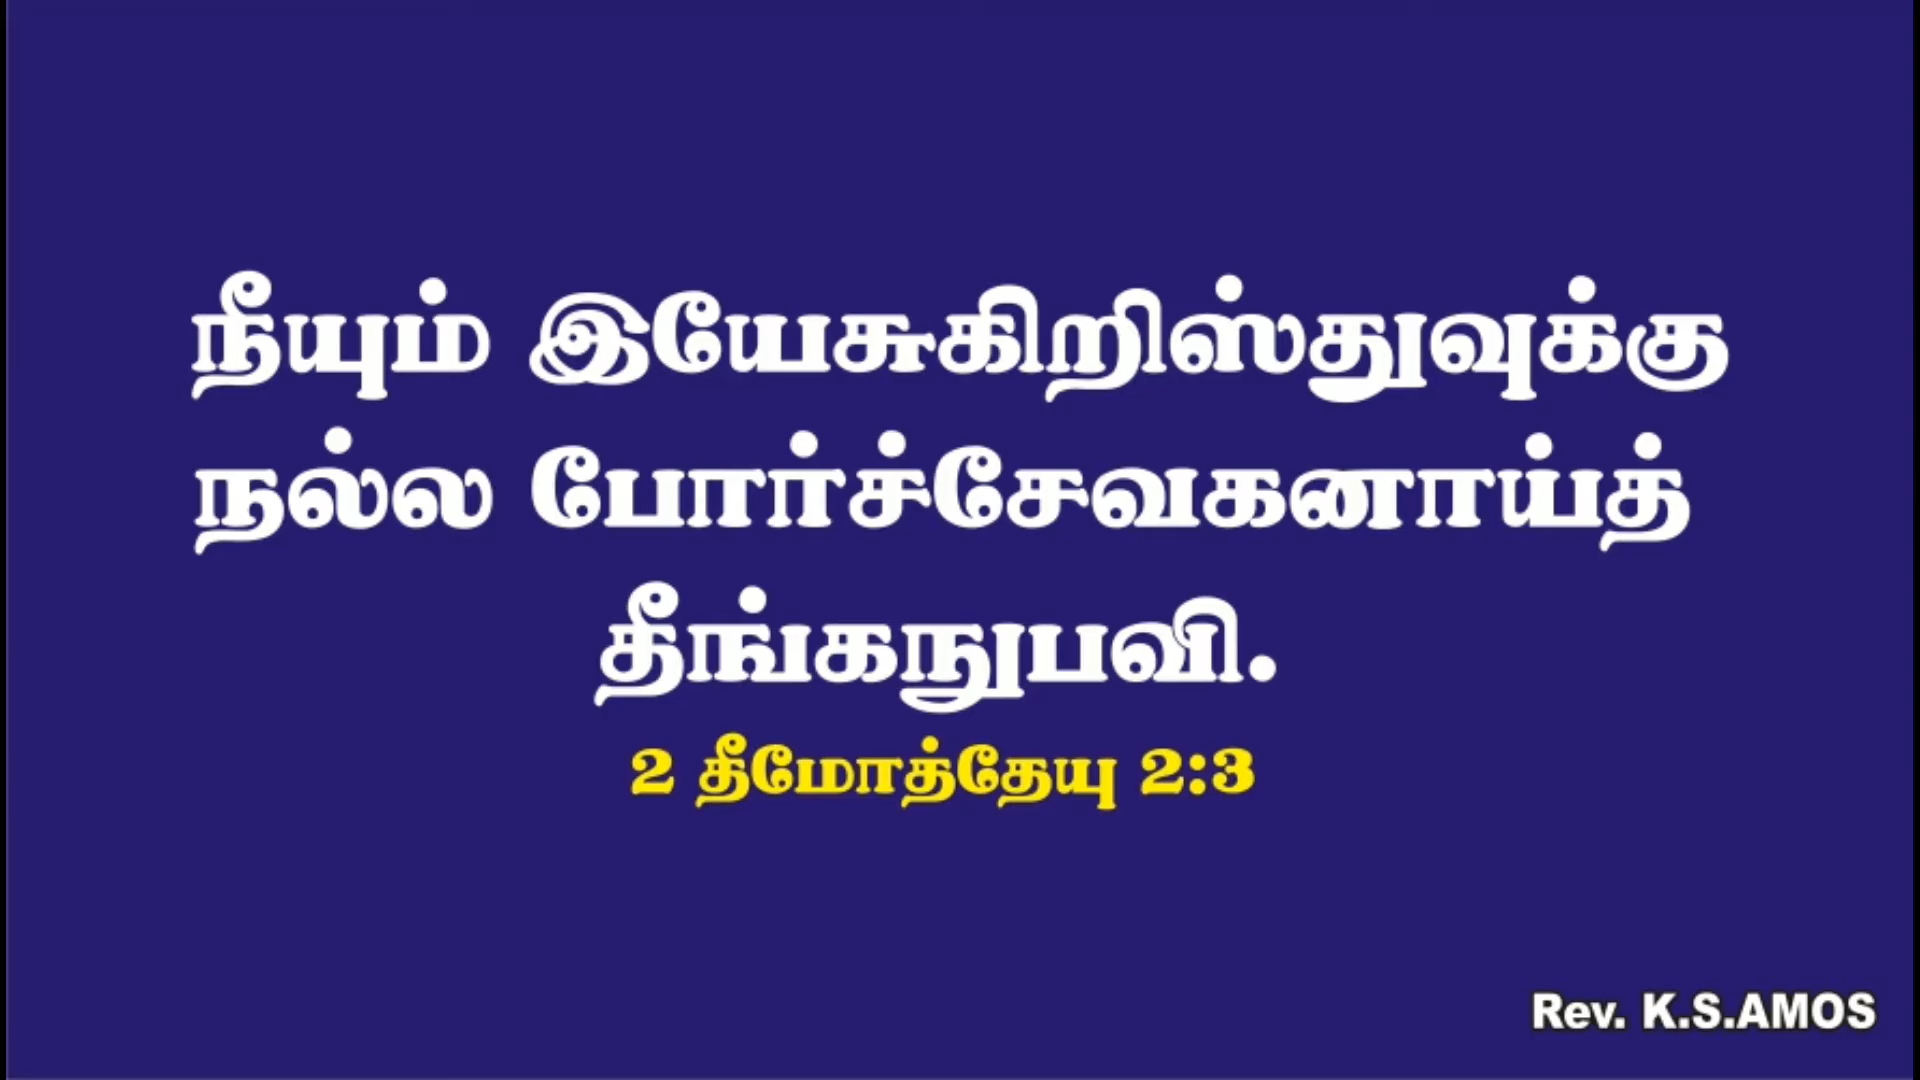 நீயும் இயேசுகிறிஸ்துவுக்கு
நல்ல போர்ச்சேவகனாய்த்
தீங்கநுபவி.
2 தீமோத்தேயு 2:3
Rev. K.S.AMOS